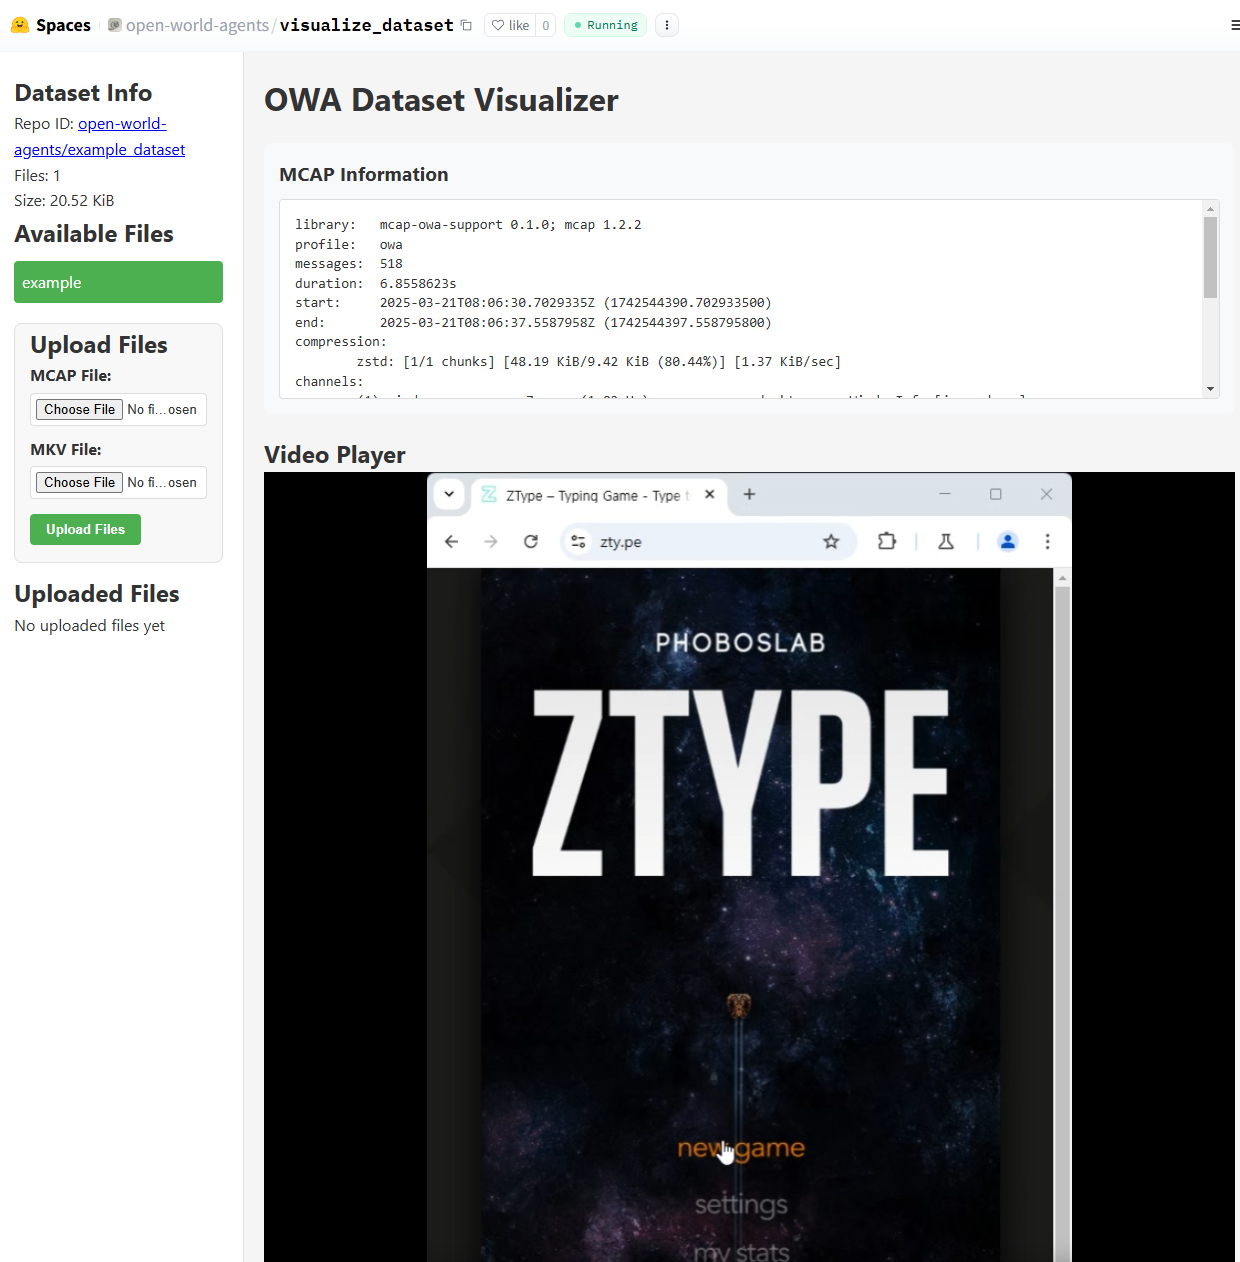 Spaces open-world-agents/visualize_dataset like 0 Running
Dataset Info
Repo ID: open-world-
agents/example_dataset
Files: 1
Size: 20.52 KiB
Available Files
example
Upload Files
MCAP File:
Choose File No fi...osen
MKV File:
Choose File No fi...osen
Upload Files
Uploaded Files
No uploaded files yet
OWA Dataset Visualizer
MCAP Information
library: mcap-owa-support 0.1.0; mcap 1.2.2
profile: owa
messages: 518
duration: 6.8558623s
start: 2025-03-21T08:06:30.7029335Z (1742544390.702933500)
end: 2025-03-21T08:06:37.5587958Z (1742544397.558795800)
compression:
zstd: [1/1 chunks] [48.19 KiB/9.42 KiB (80.44%)] [1.37 KiB/sec]
channels:
Video Player
ZType – Typing Game - Type t
zty.pe
PHOBOSLAB
ZTYPE
new game
settings
my stats